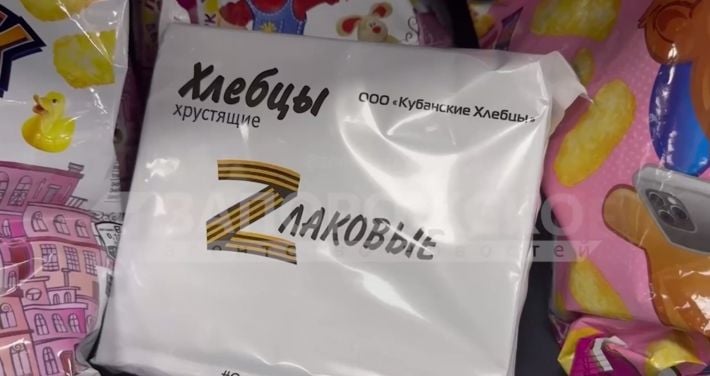 Хлебцы
хрустящие
ООО «Кубанские Хлебцы»
Zлаковые